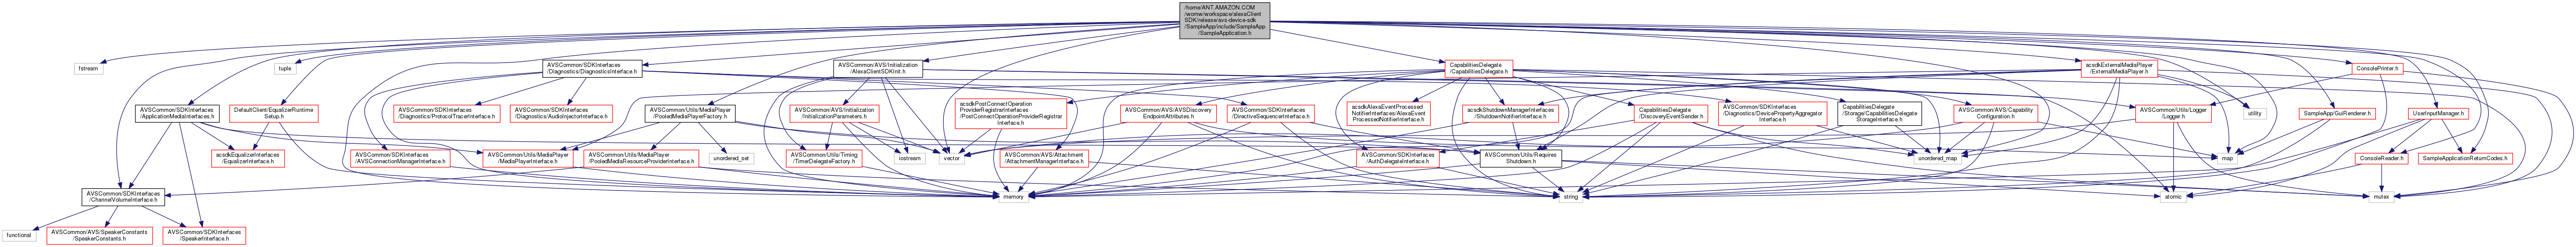 /home/ANT.AMAZON.COM
/womw/workspace/alexaClient
SDK/release/avs-device-sdk
/SampleApp/include/SampleApp
/SampleApplication.h
fstream
tuple
AVSCommon/SDKInterfaces
/Diagnostics/DiagnosticsInterface.h
AVSCommon/AVS/Initialization
/AlexaClientSDKInit.h
CapabilitiesDelegate
/CapabilitiesDelegate.h
acsdkExternalMediaPlayer
/ExternalMediaPlayer.h
ConsolePrinter.h
AVSCommon/SDKInterfaces
/ApplicationMediaInterfaces.h
DefaultClient/EqualizerRuntime
Setup.h
AVSCommon/SDKInterfaces
/Diagnostics/ProtocolTracerInterface.h
AVSCommon/SDKInterfaces
/Diagnostics/AudioInjectorInterface.h
AVSCommon/Utils/MediaPlayer
/PooledMediaPlayerFactory.h
AVSCommon/AVS/Initialization
/InitializationParameters.h
acsdkPostConnectOperation
ProviderRegistrarInterfaces
/PostConnectOperationProviderRegistrar
Interface.h
AVSCommon/AVS/AVSDiscovery
EndpointAttributes.h
AVSCommon/SDKInterfaces
/DirectiveSequencerInterface.h
acsdkAlexaEventProcessed
NotifierInterfaces/AlexaEvent
ProcessedNotifierInterface.h
acsdkShutdownManagerInterfaces
/ShutdownNotifierInterface.h
CapabilitiesDelegate
/DiscoveryEventSender.h
AVSCommon/SDKInterfaces
/Diagnostics/DevicePropertyAggregator
Interface.h
CapabilitiesDelegate
/Storage/CapabilitiesDelegate
StorageInterface.h
AVSCommon/AVS/Capability
Configuration.h
AVSCommon/Utils/Logger
/Logger.h
utility
SampleApp/GuiRenderer.h
UserInputManager.h
acsdkEqualizerInterfaces
/EqualizerInterface.h
AVSCommon/SDKInterfaces
/AVSConnectionManagerInterface.h
AVSCommon/Utils/MediaPlayer
/MediaPlayerInterface.h
AVSCommon/Utils/MediaPlayer
/PooledMediaResourceProviderInterface.h
unordered_set
AVSCommon/Utils/Timing
/TimerDelegateFactory.h
iostream
vector
AVSCommon/AVS/Attachment
/AttachmentManagerInterface.h
AVSCommon/SDKInterfaces
/AuthDelegateInterface.h
AVSCommon/Utils/Requires
Shutdown.h
unordered_map
map
ConsoleReader.h
SampleApplicationReturnCodes.h
AVSCommon/SDKInterfaces
/ChannelVolumeInterface.h
memory
string
atomic
mutex
functional
AVSCommon/AVS/SpeakerConstants
/SpeakerConstants.h
AVSCommon/SDKInterfaces
/SpeakerInterface.h